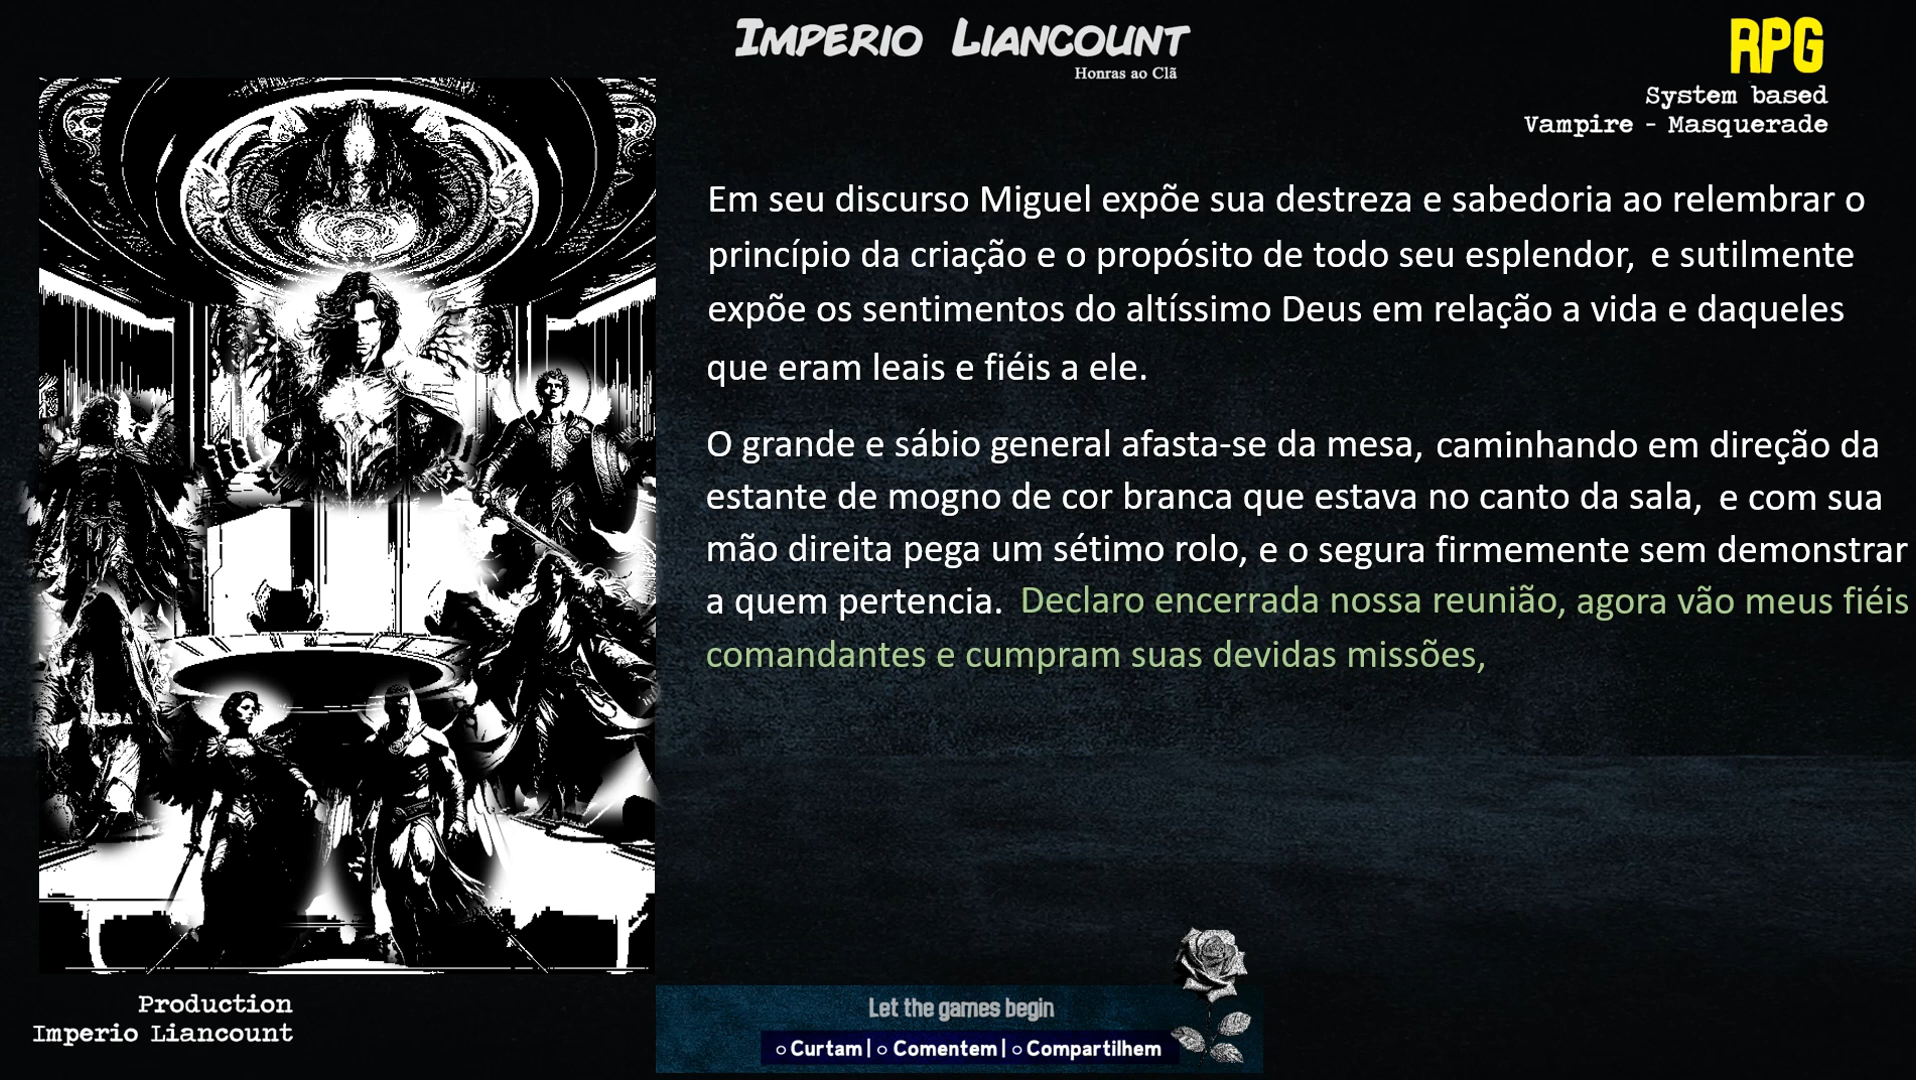 Imperio Liancount
Honras ao Clã
RPG
System based
Vampire - Masquerade
Em seu discurso Miguel expõe sua destreza e sabedoria ao relembrar o
princípio da criação e o propósito de todo seu esplendor, e sutilmente
expõe os sentimentos do altíssimo Deus em relação a vida e daqueles
que eram leais e fiéis a ele.
O grande e sábio general afasta-se da mesa, caminhando em direção da
estante de mogno de cor branca que estava no canto da sala, e com sua
mão direita pega um sétimo rolo, e o segura firmemente sem demonstrar
a quem pertencia. Declaro encerrada nossa reunião, agora vão meus fiéis
comandantes e cumpram suas devidas missões,
Production
Imperio Liancount
Let the games begin
○ Curtam| ○ Comentem| ○ Compartilhem